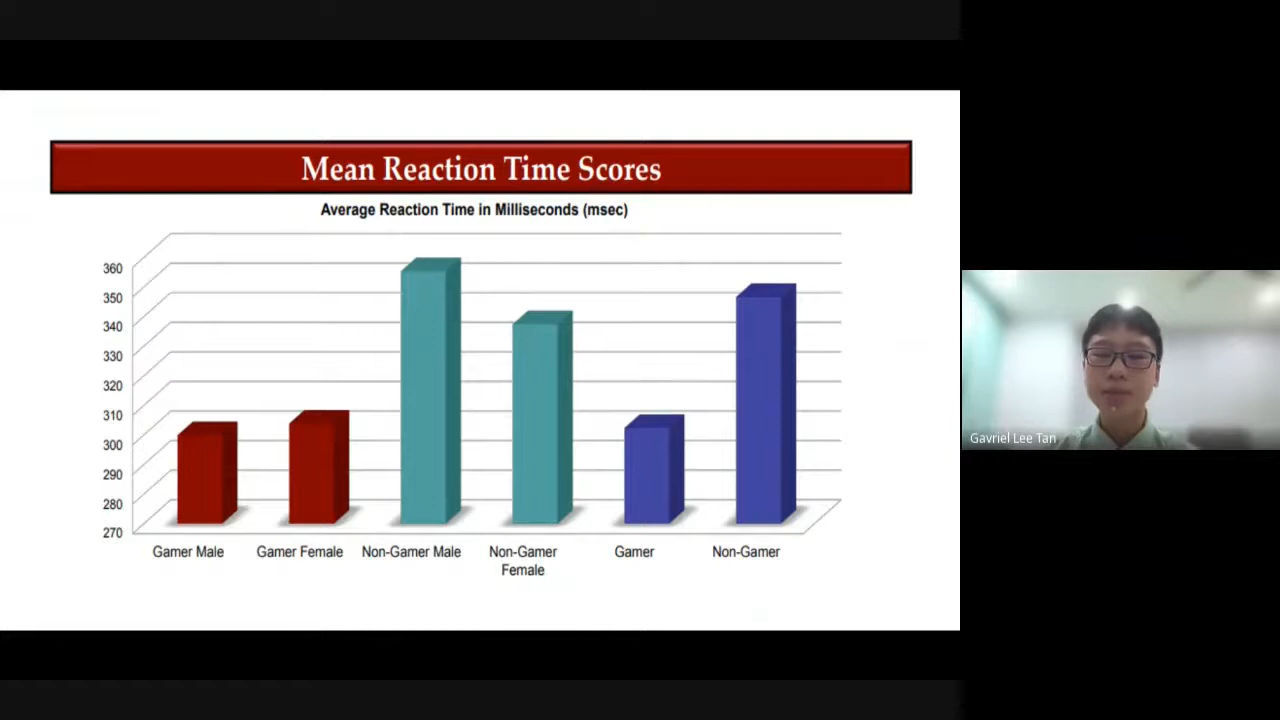 Mean Reaction Time Scores
Average Reaction Time in Milliseconds (msec)
360
350
340
330
320
310
300
290
280
270
Gamer Male
Gamer Female
Non-Gamer Male
Non-Gamer
Female
Gamer
Non-Gamer
Gavriel Lee Tan